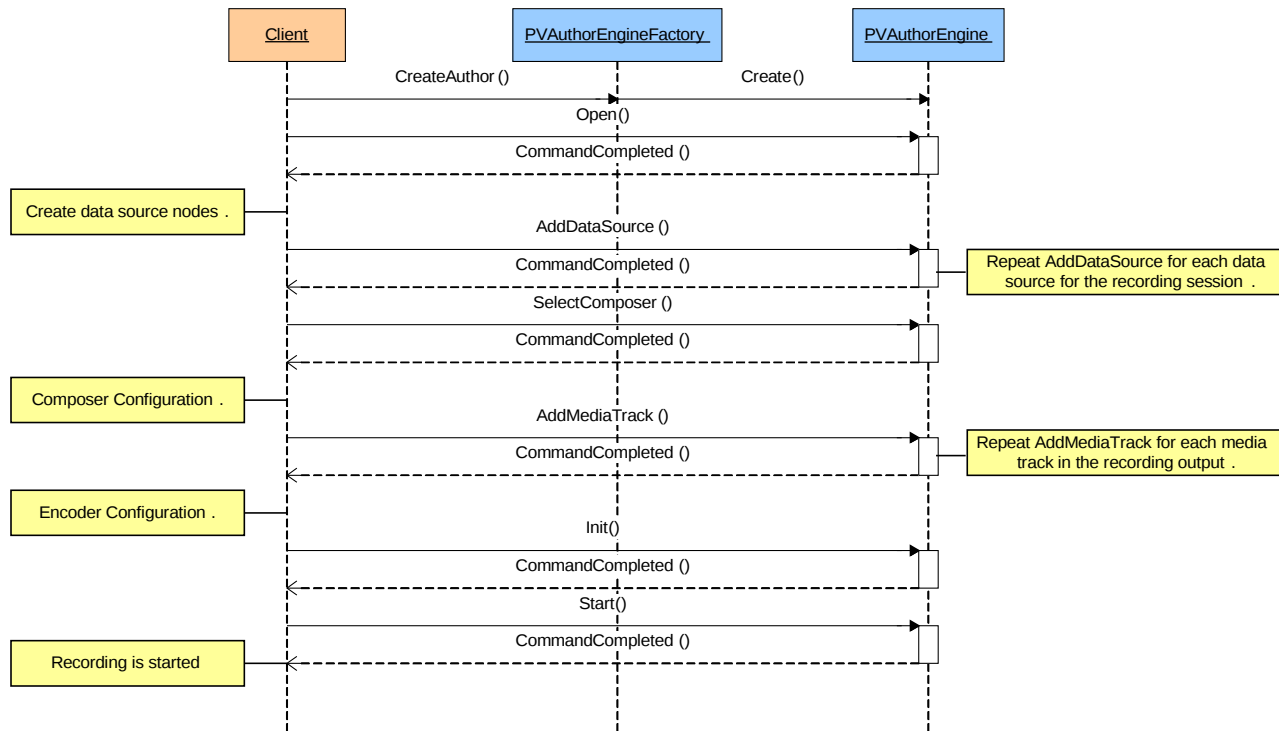 Client
PVAuthorEngineFactory
PVAuthorEngine
CreateAuthor ()
Create()
Open()
CommandCompleted ()
Create data source nodes .
AddDataSource ()
CommandCompleted ()
Repeat AddDataSource for each data
source for the recording session .
SelectComposer ()
CommandCompleted ()
Composer Configuration .
AddMediaTrack ()
CommandCompleted ()
Repeat AddMediaTrack for each media
track in the recording output .
Encoder Configuration .
Init()
CommandCompleted ()
Start()
CommandCompleted ()
Recording is started